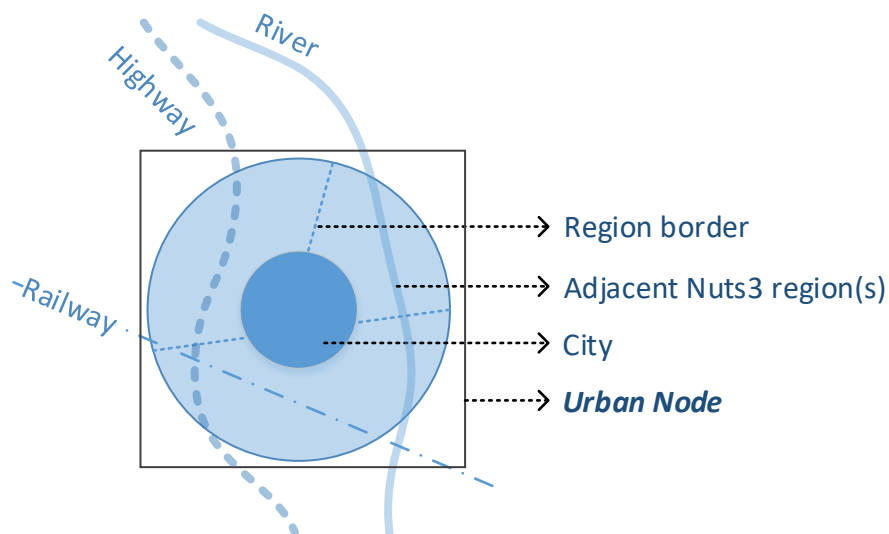 River
Highway
Region border
Adjacent Nuts3 region(s)
Railway
City
Urban Node